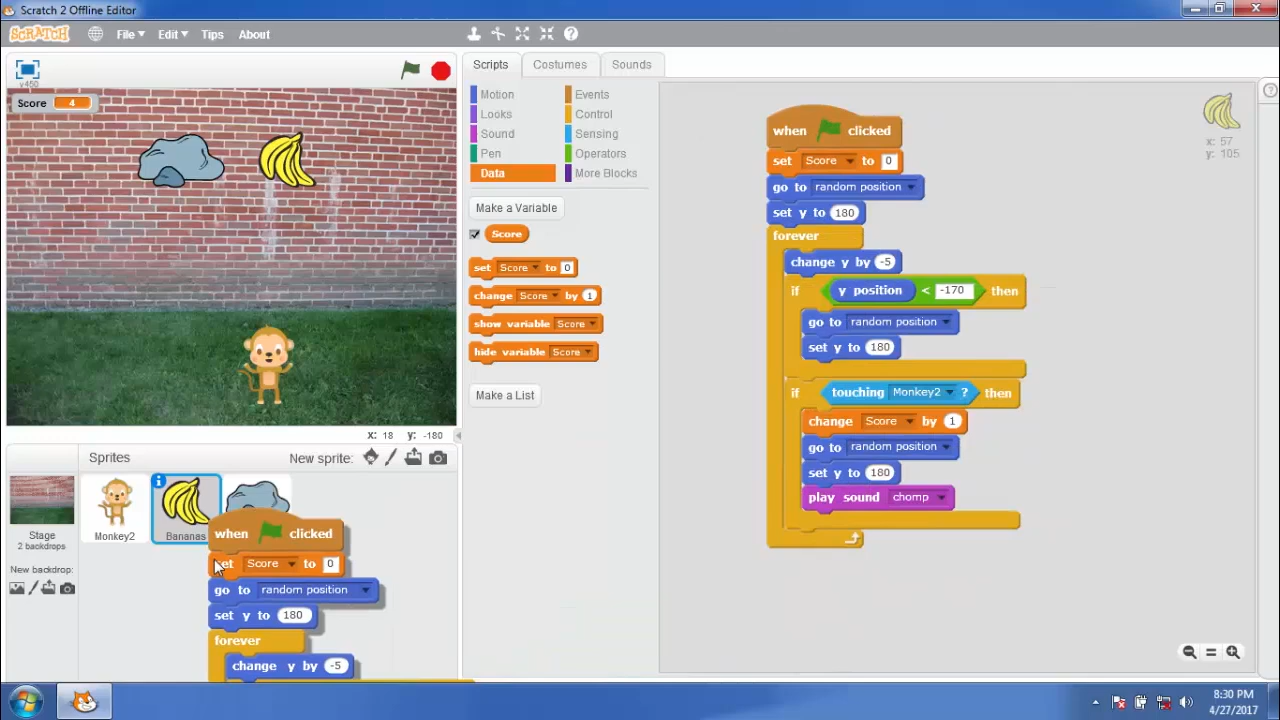 Scratch 2 Offline Editor
SCRATCH File Edit Tips About
v450
Score 4
x: 18 y: -180
Sprites New sprite:
Stage
2 backdrops
New backdrop:
Monkey2
Bananas
when clicked
set Score to 0
go to random position
set y to 180
forever
change y by -5
Scripts Costumes Sounds
Motion Events
Looks Control
Sound Sensing
Pen Operators
Data More Blocks
Make a Variable
Score
set Score to 0
change Score by 1
show variable Score
hide variable Score
Make a List
when clicked
set Score to 0
go to random position
set y to 180
forever
change y by -5
if y position < -170 then
go to random position
set y to 180
if touching Monkey2 ? then
change Score by 1
go to random position
set y to 180
play sound chomp
x: 57
y: 105
8:30 PM
4/27/2017